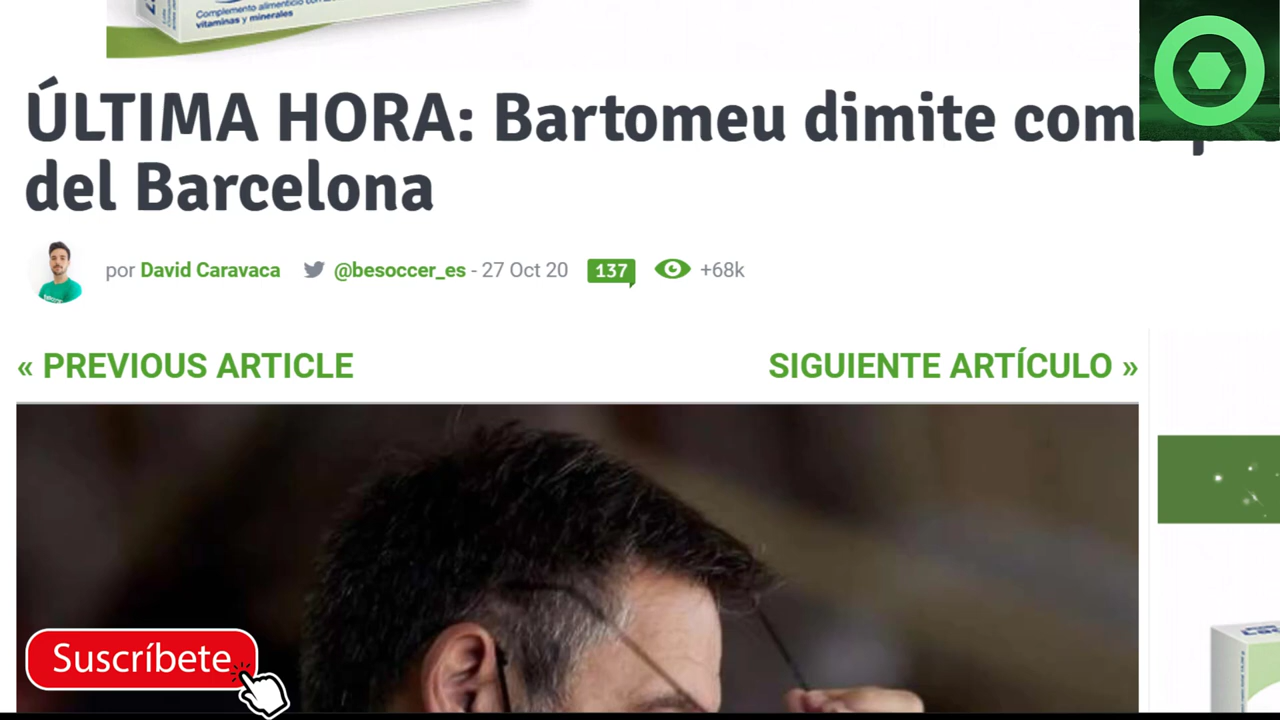 Complemento alimenticio con
vitaminas y minerales
ÚLTIMA HORA: Bartomeu dimite
del Barcelona
por David Caravaca @besoccer_es - 27 Oct 20 137 +68k
« PREVIOUS ARTICLE SIGUIENTE ARTÍCULO »
Suscríbete